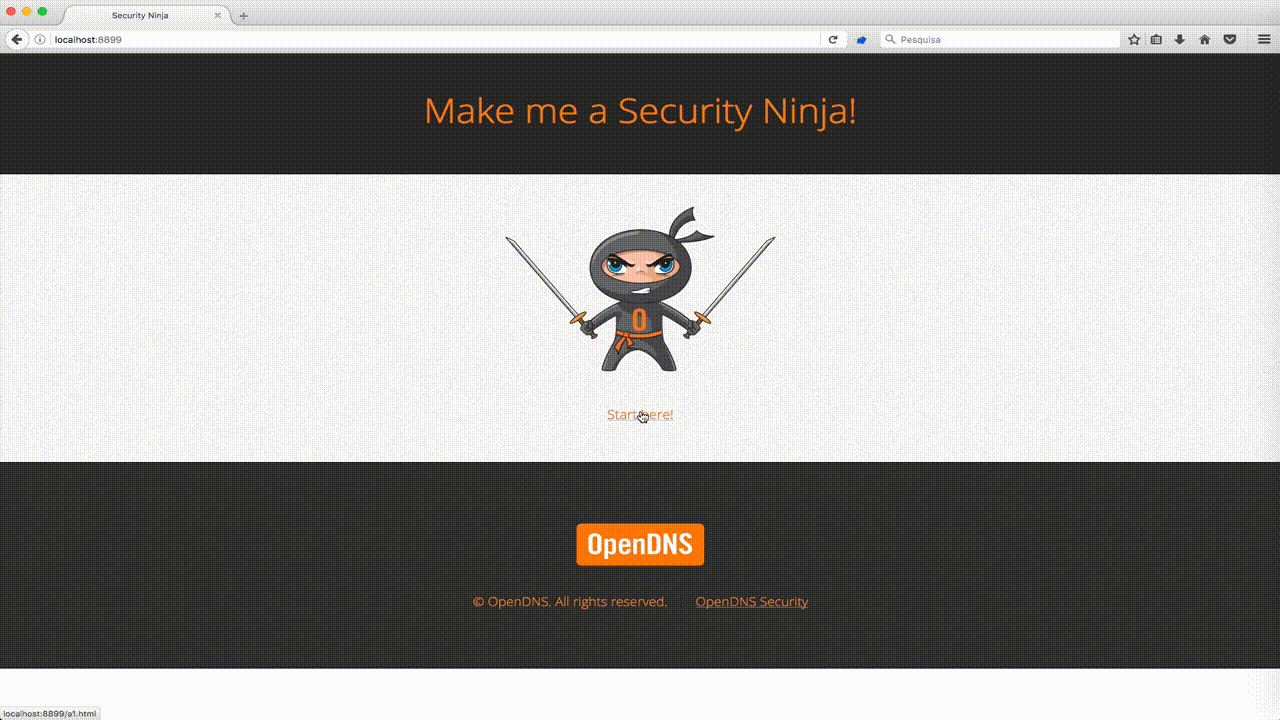 Security Ninja
localhost:8899
Pesquisa
Make me a Security Ninja!
O
Start here!
OpenDNS
© OpenDNS. All rights reserved. OpenDNS Security
localhost:8899/a1.html